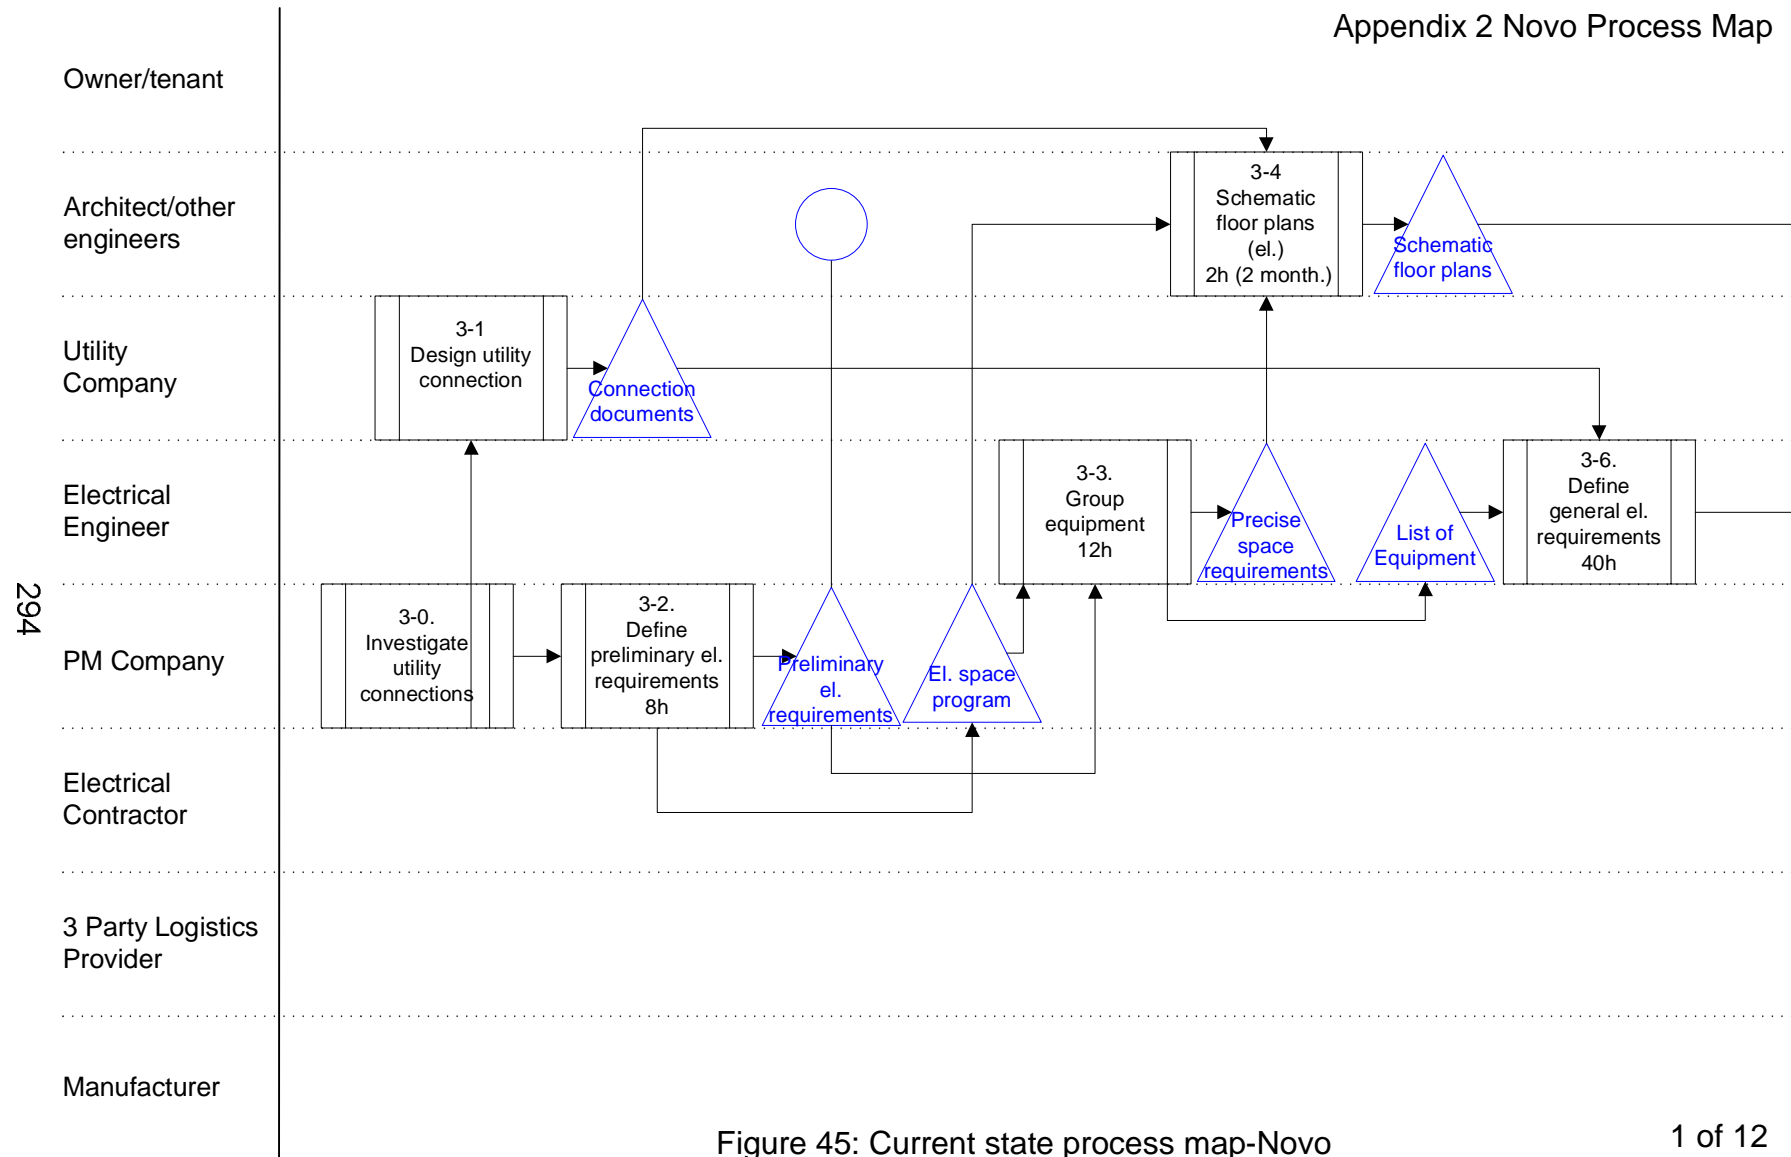 Appendix 2 Novo Process Map
Owner/tenant
Architect/other
engineers
3-4
Schematic
floor plans
(el.)
2h (2 month.)
Schematic
floor plans
Utility
Company
3-1
Design utility
connection
Connection
documents
Electrical
Engineer
3-3.
Group
equipment
12h
Precise
space
requirements
List of
Equipment
3-6.
Define
general el.
requirements
40h
294
PM Company
3-0.
Investigate
utility
connections
3-2.
Define
preliminary el.
requirements
8h
Preliminary
el.
requirements
El. space
program
Electrical
Contractor
3 Party Logistics
Provider
Manufacturer
Figure 45: Current state process map-Novo
1 of 12